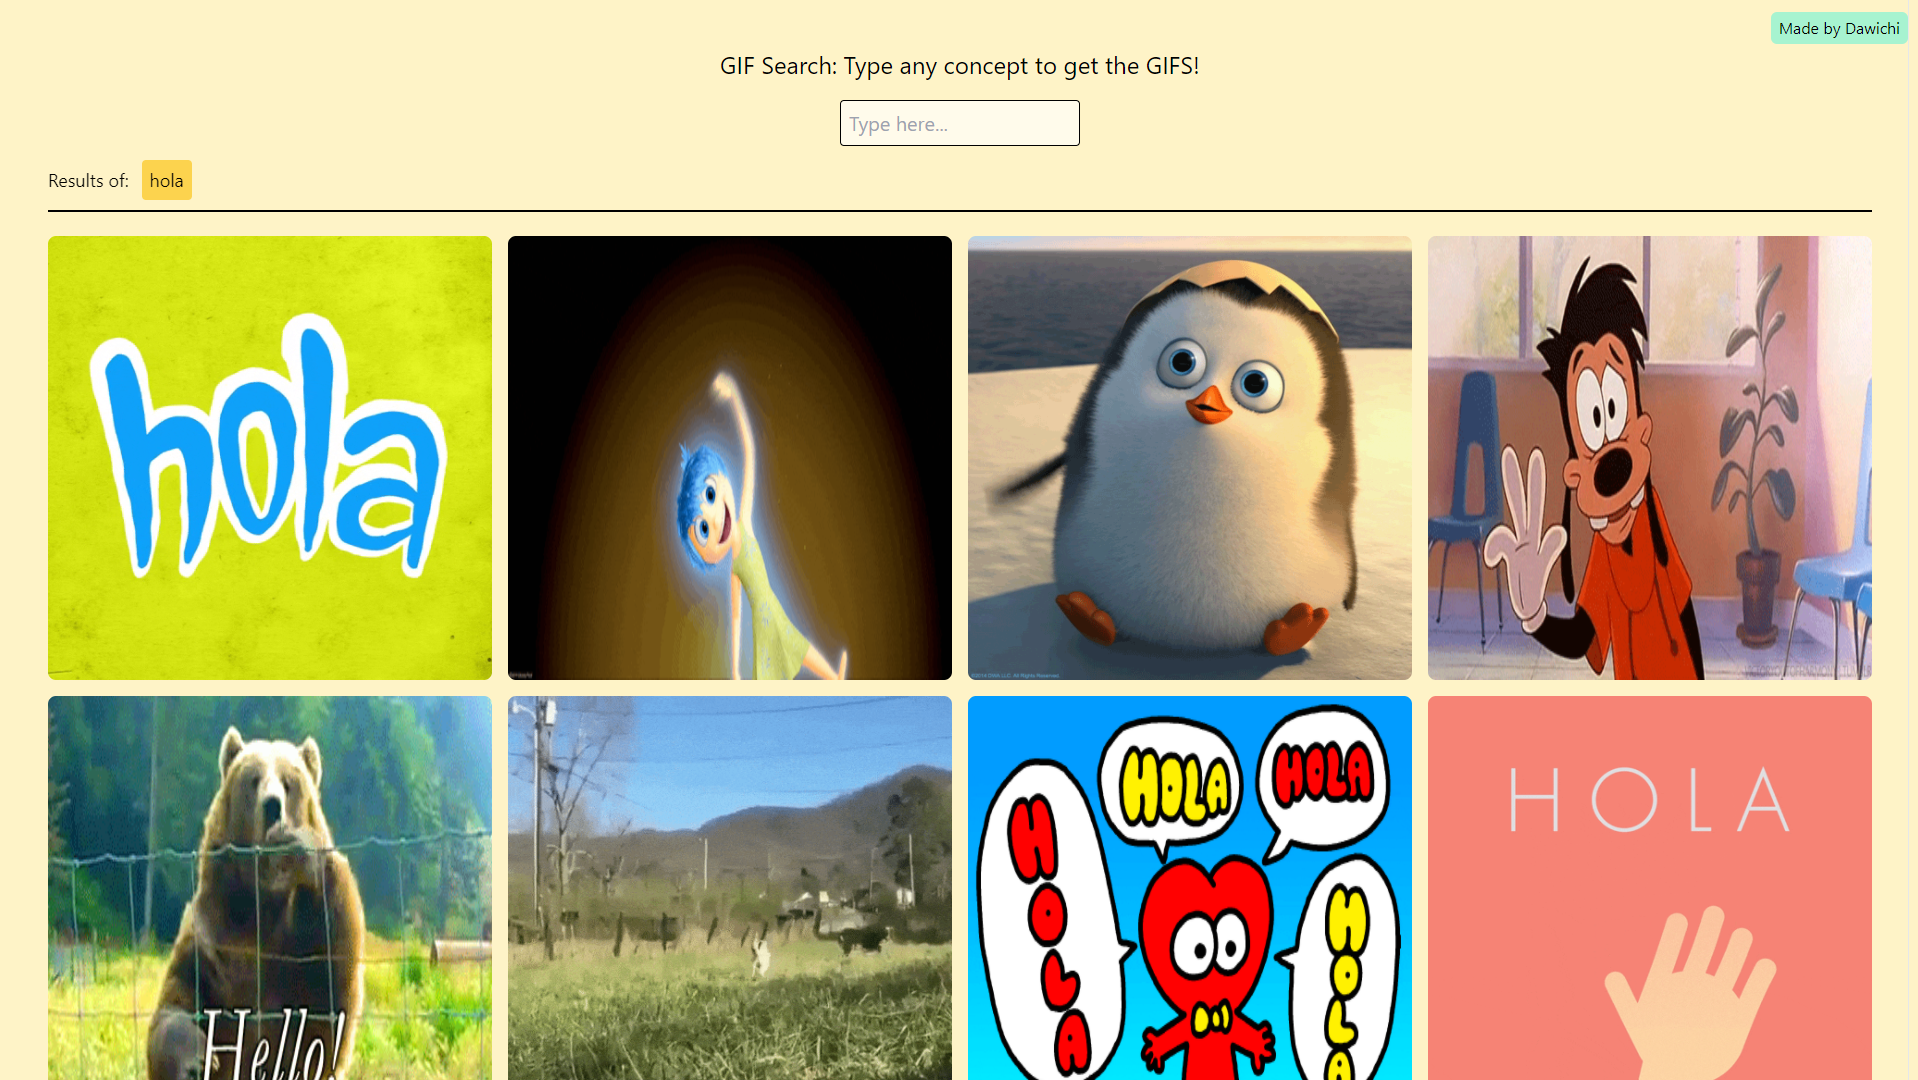 Made by Dawichi
GIF Search: Type any concept to get the GIFS!
Type here...
Results of:
hola
hola
Hello!
HOLA
HOLA
HOLA
HOLA
HOLA